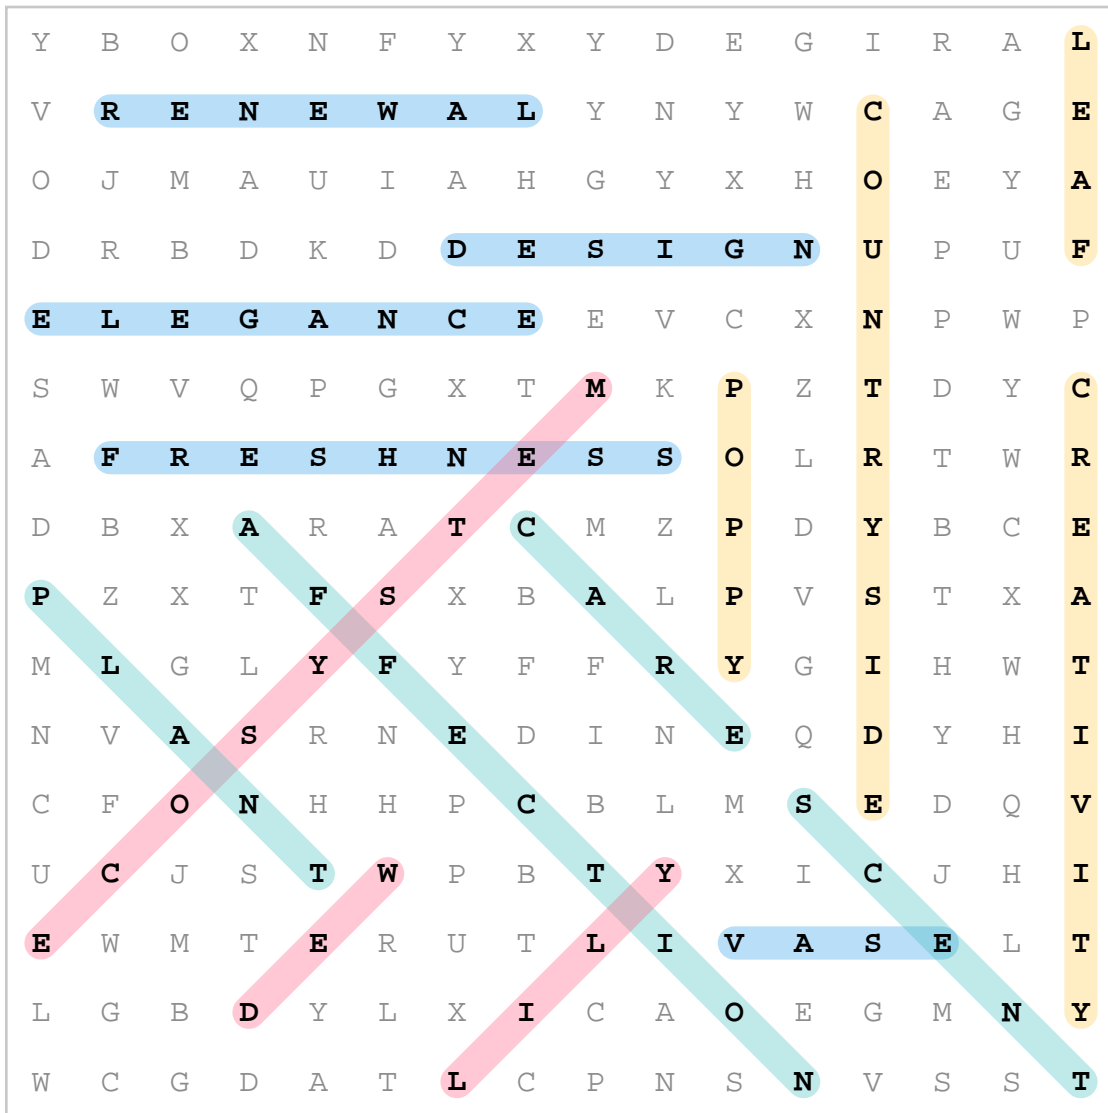 Y B O X N F Y X Y D E G I R A L
V R E N E W A L Y N Y W C A G E
O J M A U I A H G Y X H O E Y A
D R B D K D D E S I G N U P U F
E L E G A N C E E V C X N P W P
S W V Q P G X T M K P Z T D Y C
A F R E S H N E S S O L R T W R
D B X A R A T C M Z P D Y B C E
P Z X T F S X B A L P V S T X A
M L G L Y F Y F F R Y G I H W T
N V A S R N E D I N E Q D Y H I
C F O N H H P C B L M S E D Q V
U C J S T W P B T Y X I C J H I
E W M T E R U T L I V A S E L T
L G B D Y L X I C A O E G M N Y
W C G D A T L C P N S N V S S T